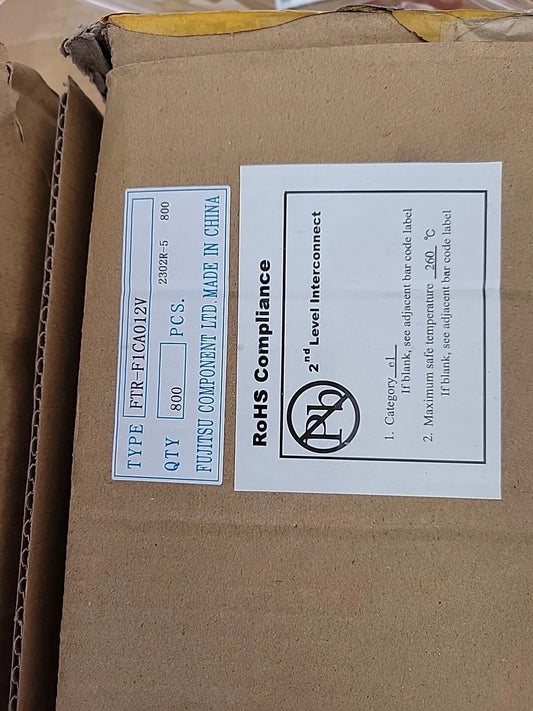 TYPE FTR-F1CA012V
QTY 800 PCS. 2302R-5 800
FUJITSU COMPONENT LTD. MADE IN CHINA
RoHS Compliance
Pb 2nd Level Interconnect
1. Category e1
If blank, see adjacent bar code label
2. Maximum safe temperature 260 °C
If blank, see adjacent bar code label